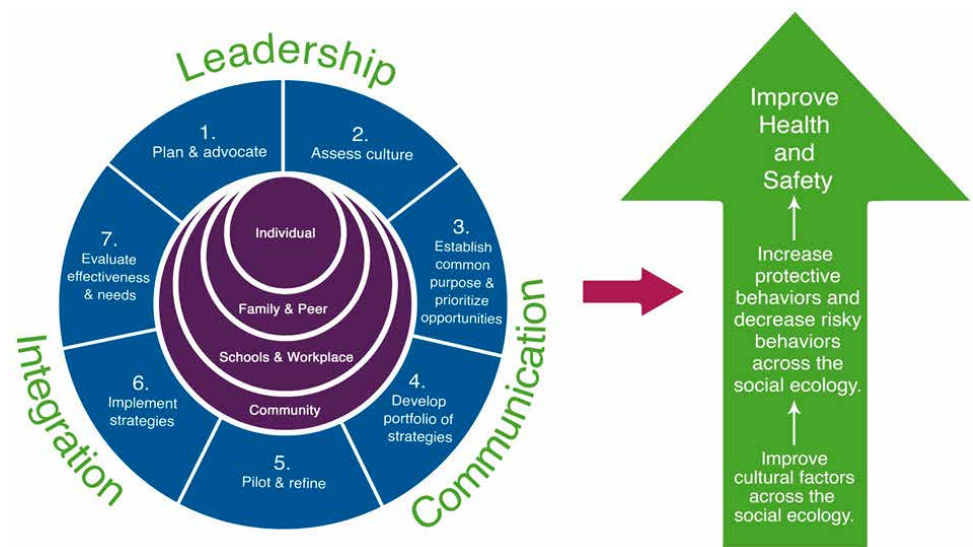 Leadership
1.
Plan & advocate
2.
Assess culture
3.
Establish
common
purpose &
prioritize
opportunities
4.
Develop
portfolio of
strategies
5.
Pilot & refine
6.
Implement
strategies
7.
Evaluate
effectiveness
& needs
Individual
Family & Peer
Schools & Workplace
Community
Integration
Communication
Improve
Health
and
Safety
Increase
protective
behaviors and
decrease risky
behaviors
across the
social ecology.
Improve
cultural factors
across the
social ecology.